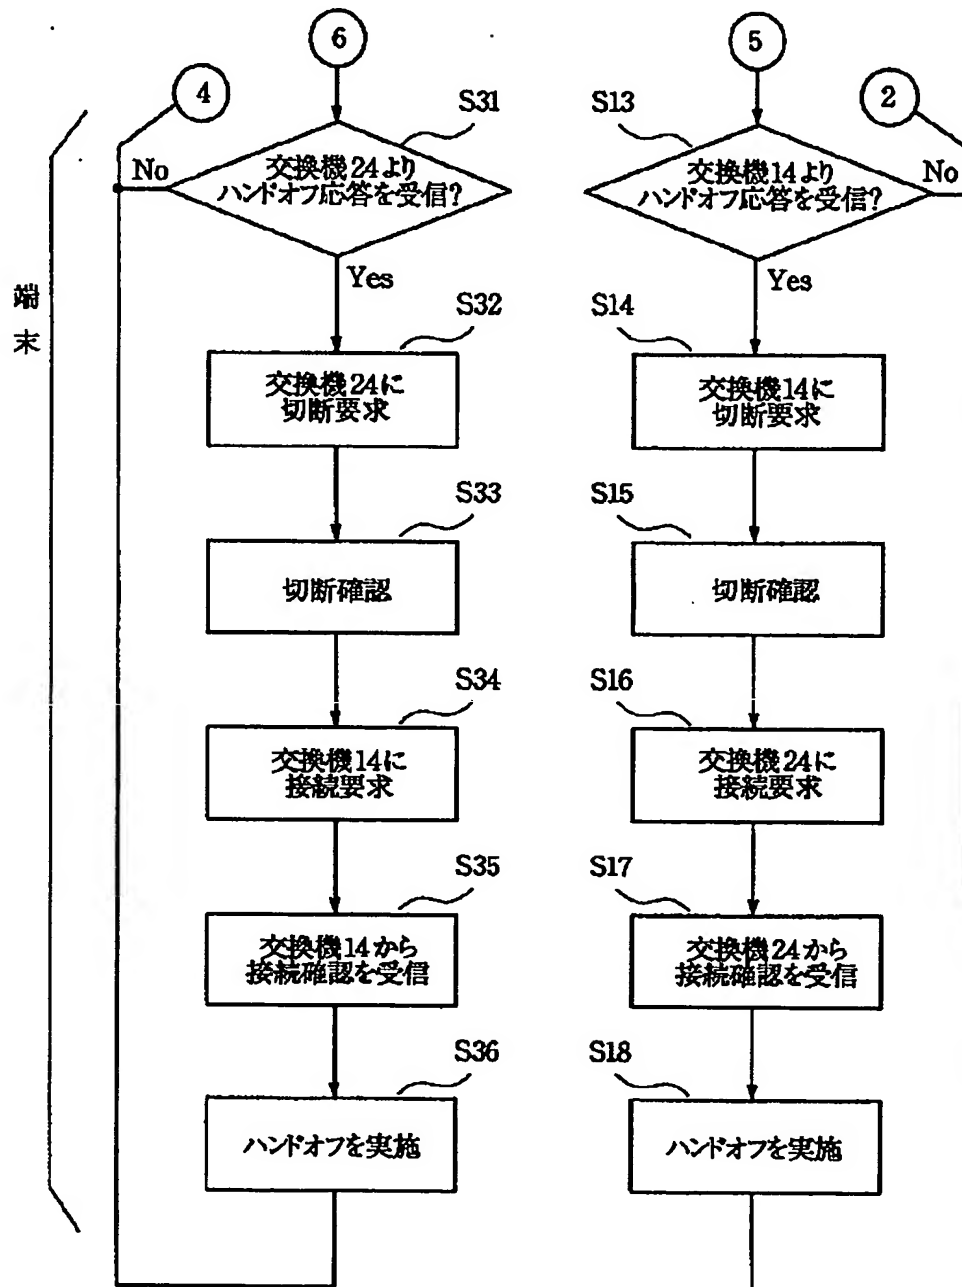 6
4
S31
No
交換機24より
ハンドオフ応答を受信?
Yes
端
末
S32
交換機24に
切断要求
S33
切断確認
S34
交換機14に
接続要求
S35
交換機14から
接続確認を受信
S36
ハンドオフを実施
5
2
S13
No
交換機14より
ハンドオフ応答を受信?
Yes
S14
交換機14に
切断要求
S15
切断確認
S16
交換機24に
接続要求
S17
交換機24から
接続確認を受信
S18
ハンドオフを実施